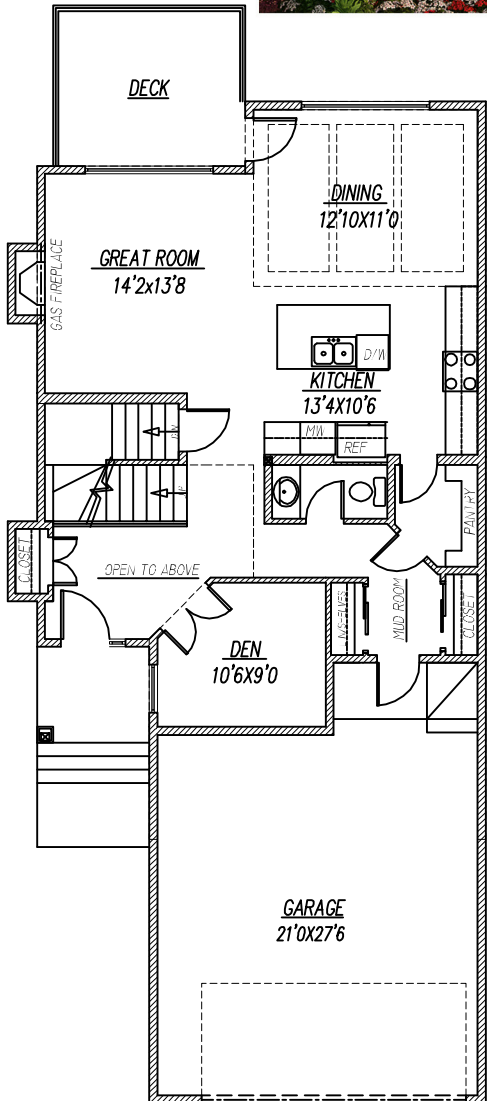 DECK
DINING
12'10X11'0
GREAT ROOM
14'2x13'8
GAS FIREPLACE
D/W
KITCHEN
13'4X10'6
MW
REF
DN
UP
PANTRY
CLOSET
OPEN TO ABOVE
DEN
10'6X9'0
MUD ROOM
CLOSET
GARAGE
21'0X27'6